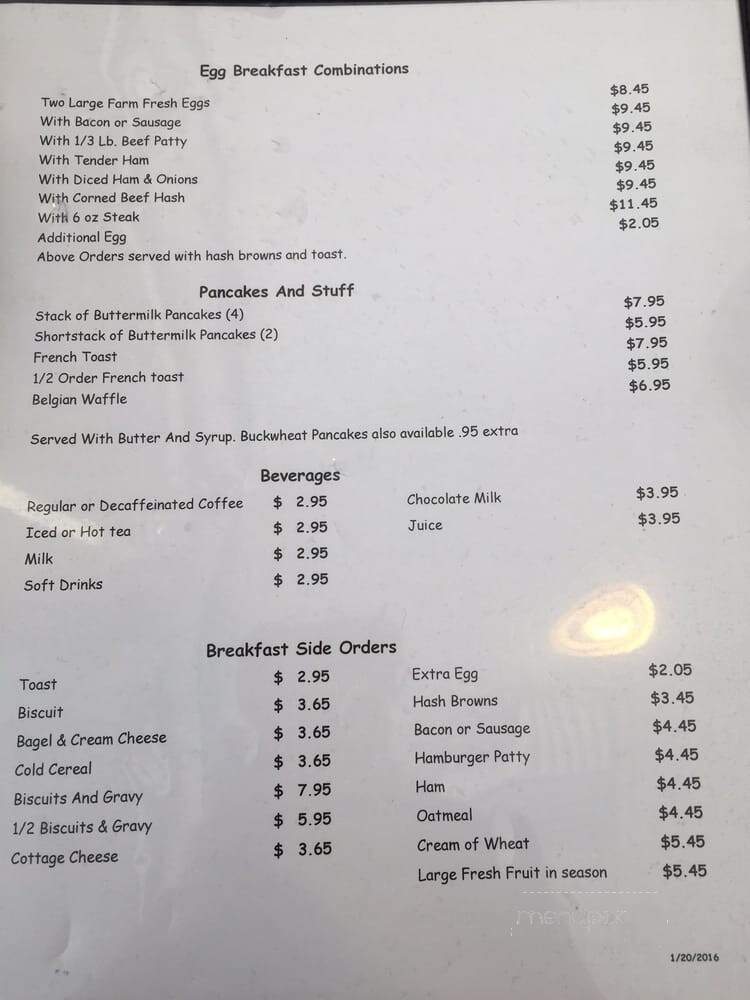 Egg Breakfast Combinations
Two Large Farm Fresh Eggs $8.45
With Bacon or Sausage $9.45
With 1/3 Lb. Beef Patty $9.45
With Tender Ham $9.45
With Diced Ham & Onions $9.45
With Corned Beef Hash $9.45
With 6 oz Steak $11.45
Additional Egg $2.05
Above Orders served with hash browns and toast.
Pancakes And Stuff
Stack of Buttermilk Pancakes (4) $7.95
Shortstack of Buttermilk Pancakes (2) $5.95
French Toast $7.95
1/2 Order French toast $5.95
Belgian Waffle $6.95
Served With Butter And Syrup. Buckwheat Pancakes also available .95 extra
Beverages
Regular or Decaffeinated Coffee $ 2.95 Chocolate Milk $3.95
Iced or Hot tea $ 2.95 Juice $3.95
Milk $ 2.95
Soft Drinks $ 2.95
Breakfast Side Orders
Toast $ 2.95 Extra Egg $2.05
Biscuit $ 3.65 Hash Browns $3.45
Bagel & Cream Cheese $ 3.65 Bacon or Sausage $4.45
Cold Cereal $ 3.65 Hamburger Patty $4.45
Biscuits And Gravy $ 7.95 Ham $4.45
1/2 Biscuits & Gravy $ 5.95 Oatmeal $4.45
Cottage Cheese $ 3.65 Cream of Wheat $5.45
Large Fresh Fruit in season $5.45
menupix
1/20/2016